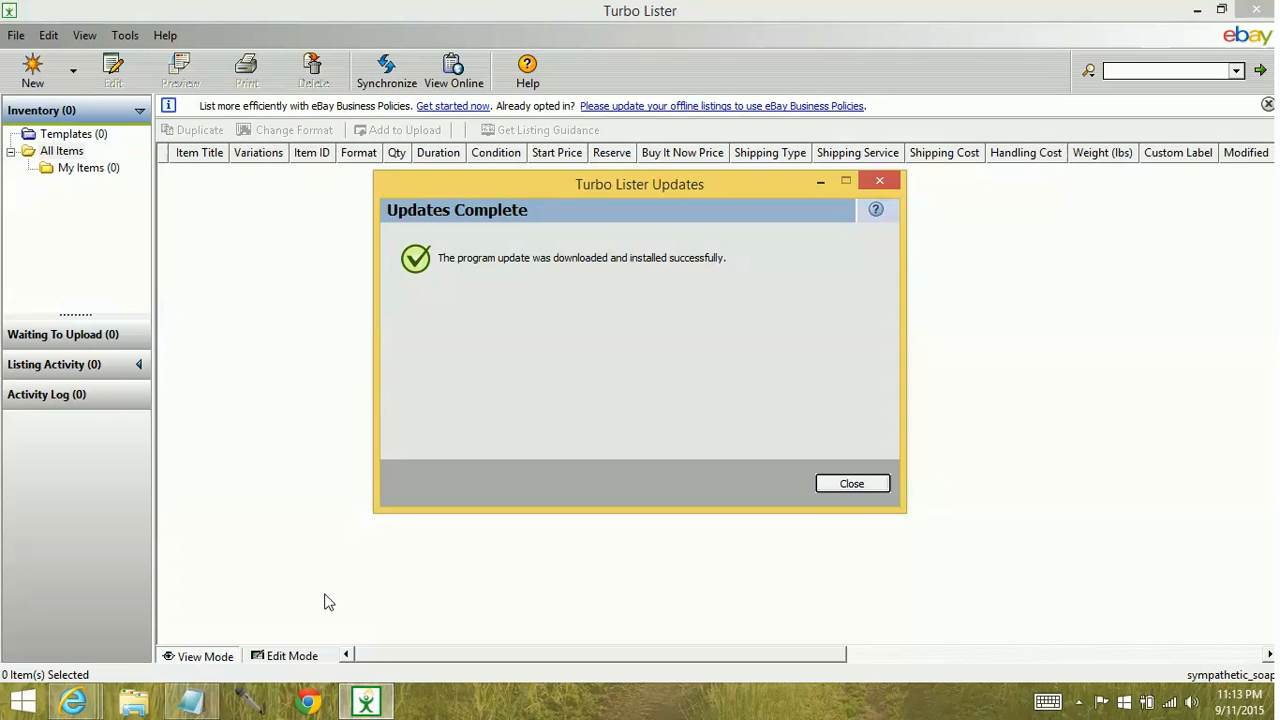 Turbo Lister
File Edit View Tools Help
ebay
New Edit Preview Print Delete Synchronize View Online Help
Inventory (0)
List more efficiently with eBay Business Policies. Get started now. Already opted in? Please update your offline listings to use eBay Business Policies.
Templates (0)
Duplicate Change Format Add to Upload Get Listing Guidance
All Items
Item Title Variations Item ID Format Qty Duration Condition Start Price Reserve Buy It Now Price Shipping Type Shipping Service Shipping Cost Handling Cost Weight (lbs) Custom Label Modified
My Items (0)
Turbo Lister Updates
Updates Complete
The program update was downloaded and installed successfully.
Waiting To Upload (0)
Listing Activity (0)
Activity Log (0)
Close
View Mode Edit Mode
0 Item(s) Selected
sympathetic_soap
11:13 PM
9/11/2015